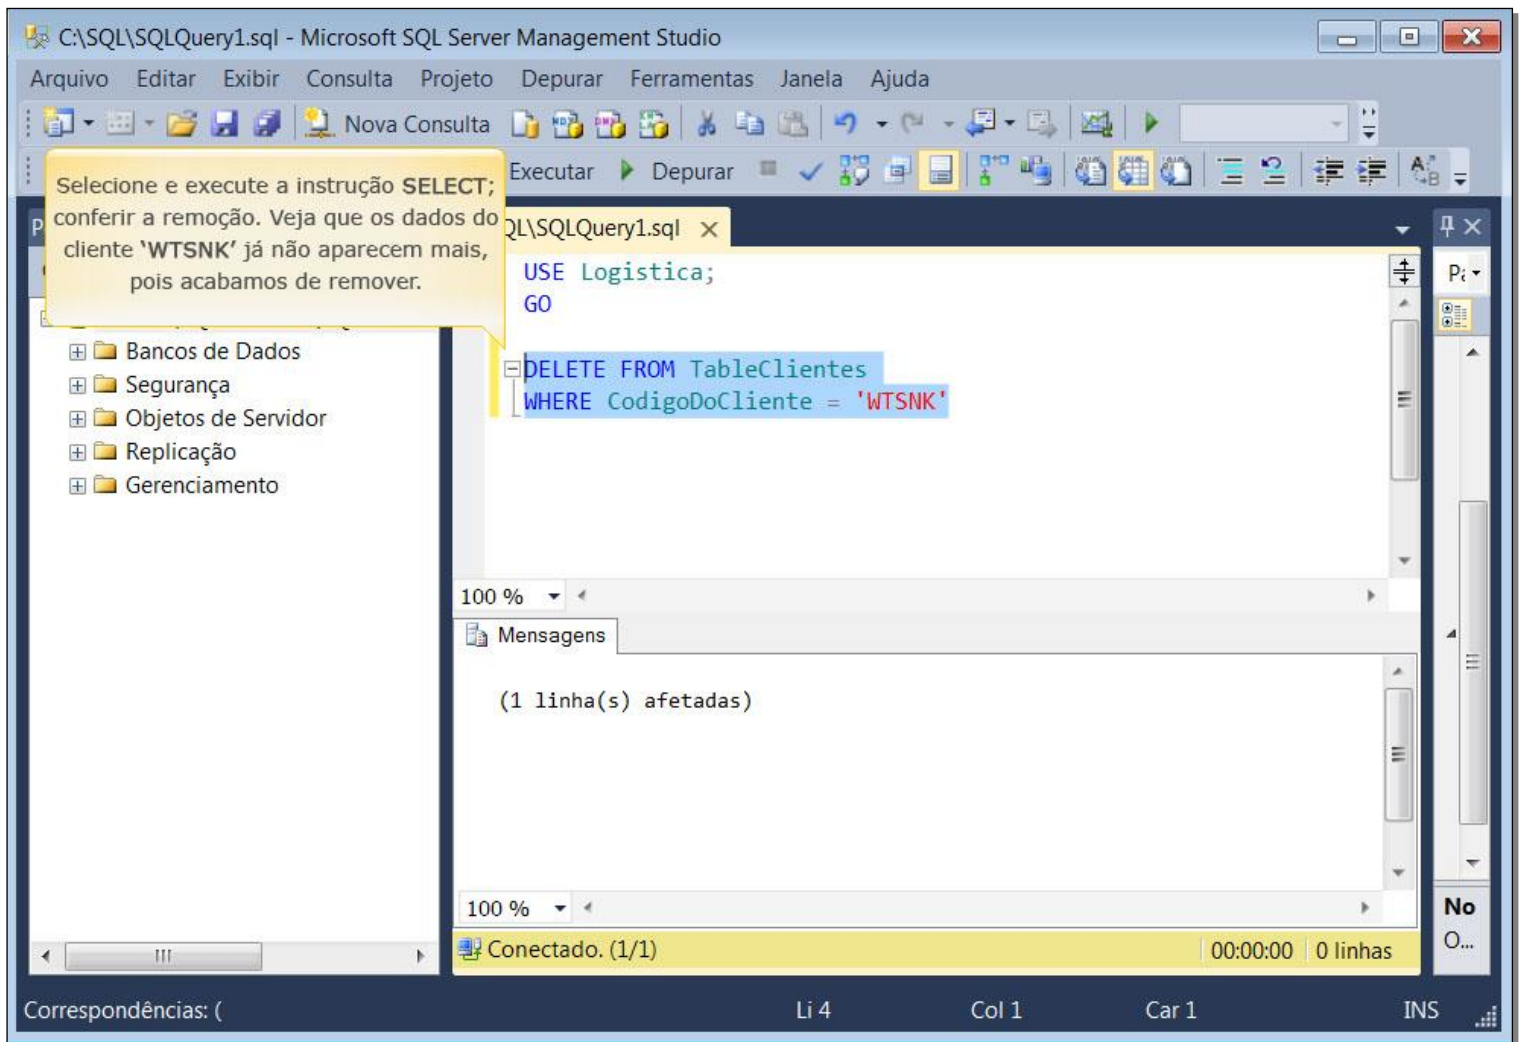 C:\SQL\SQLQuery1.sql - Microsoft SQL Server Management Studio
Arquivo Editar Exibir Consulta Projeto Depurar Ferramentas Janela Ajuda
Nova Consulta
Executar Depurar
Selecione e execute a instrução SELECT;
conferir a remoção. Veja que os dados do
cliente ‘WTSNK’ já não aparecem mais,
pois acabamos de remover.
Bancos de Dados
Segurança
Objetos de Servidor
Replicação
Gerenciamento
QL\SQLQuery1.sql
USE Logistica;
GO
DELETE FROM TableClientes
WHERE CodigoDoCliente = 'WTSNK'
100 %
Mensagens
(1 linha(s) afetadas)
100 %
Conectado. (1/1) 00:00:00 0 linhas
No
O...
Correspondências: ( Li 4 Col 1 Car 1 INS